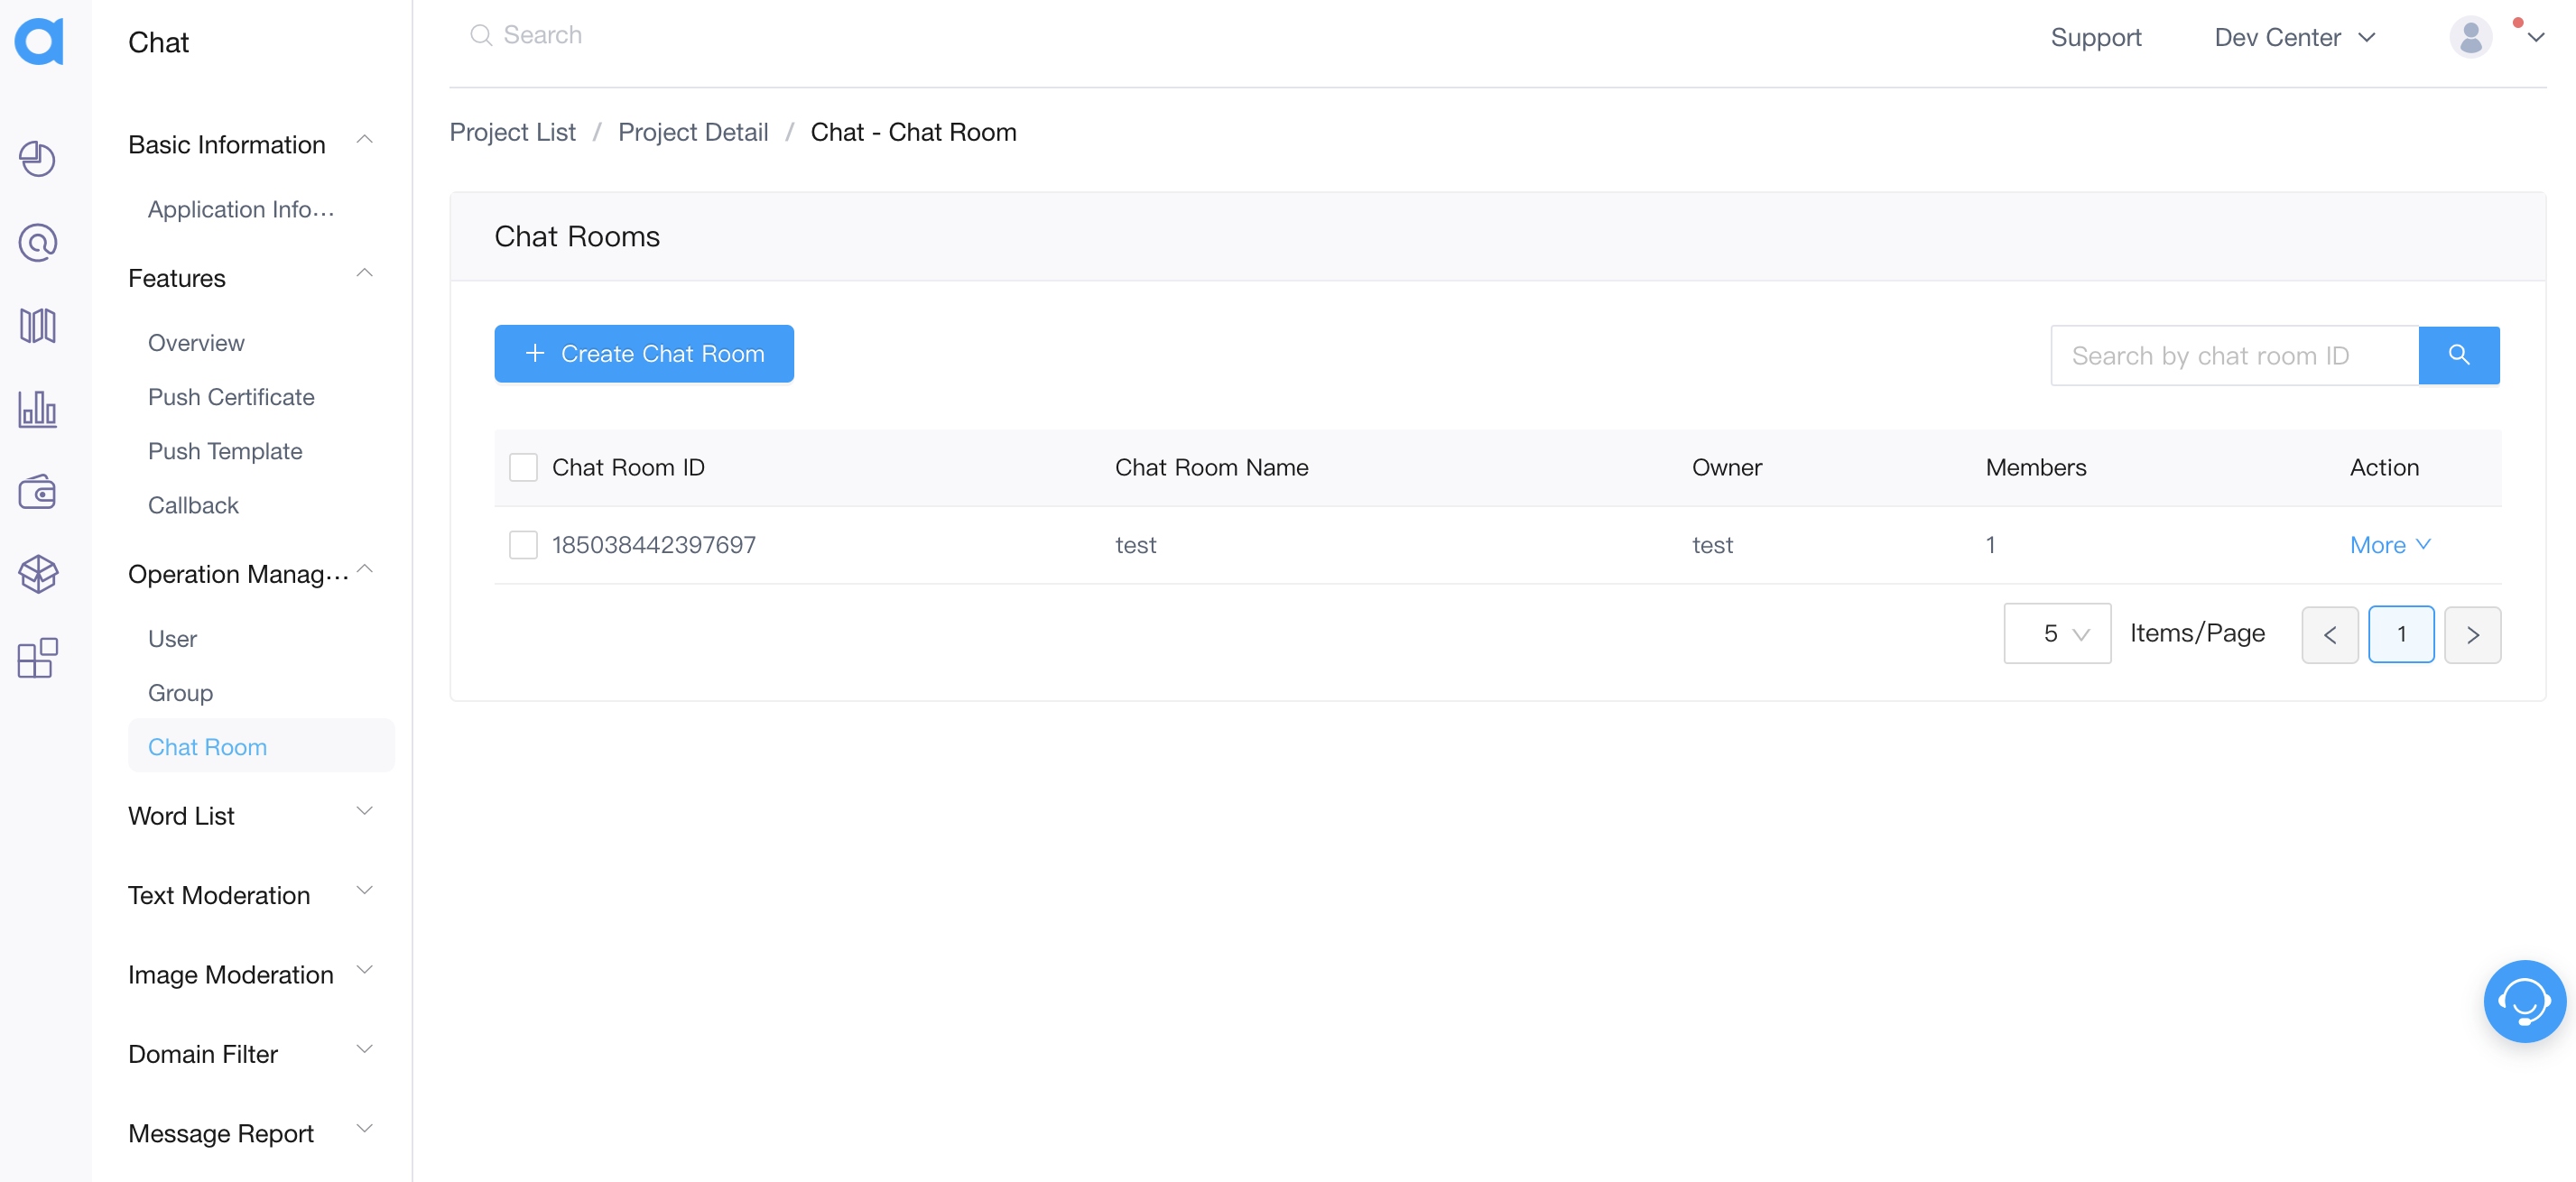 Chat
Search
Support
Dev Center
Project List / Project Detail / Chat - Chat Room
Basic Information
Application Info···
Features
Overview
Push Certificate
Push Template
Callback
Operation Manag···
User
Group
Chat Room
Word List
Text Moderation
Image Moderation
Domain Filter
Message Report
Chat Rooms
+ Create Chat Room
Search by chat room ID
Chat Room ID Chat Room Name Owner Members Action
185038442397697 test test 1 More
5 Items/Page < 1 >